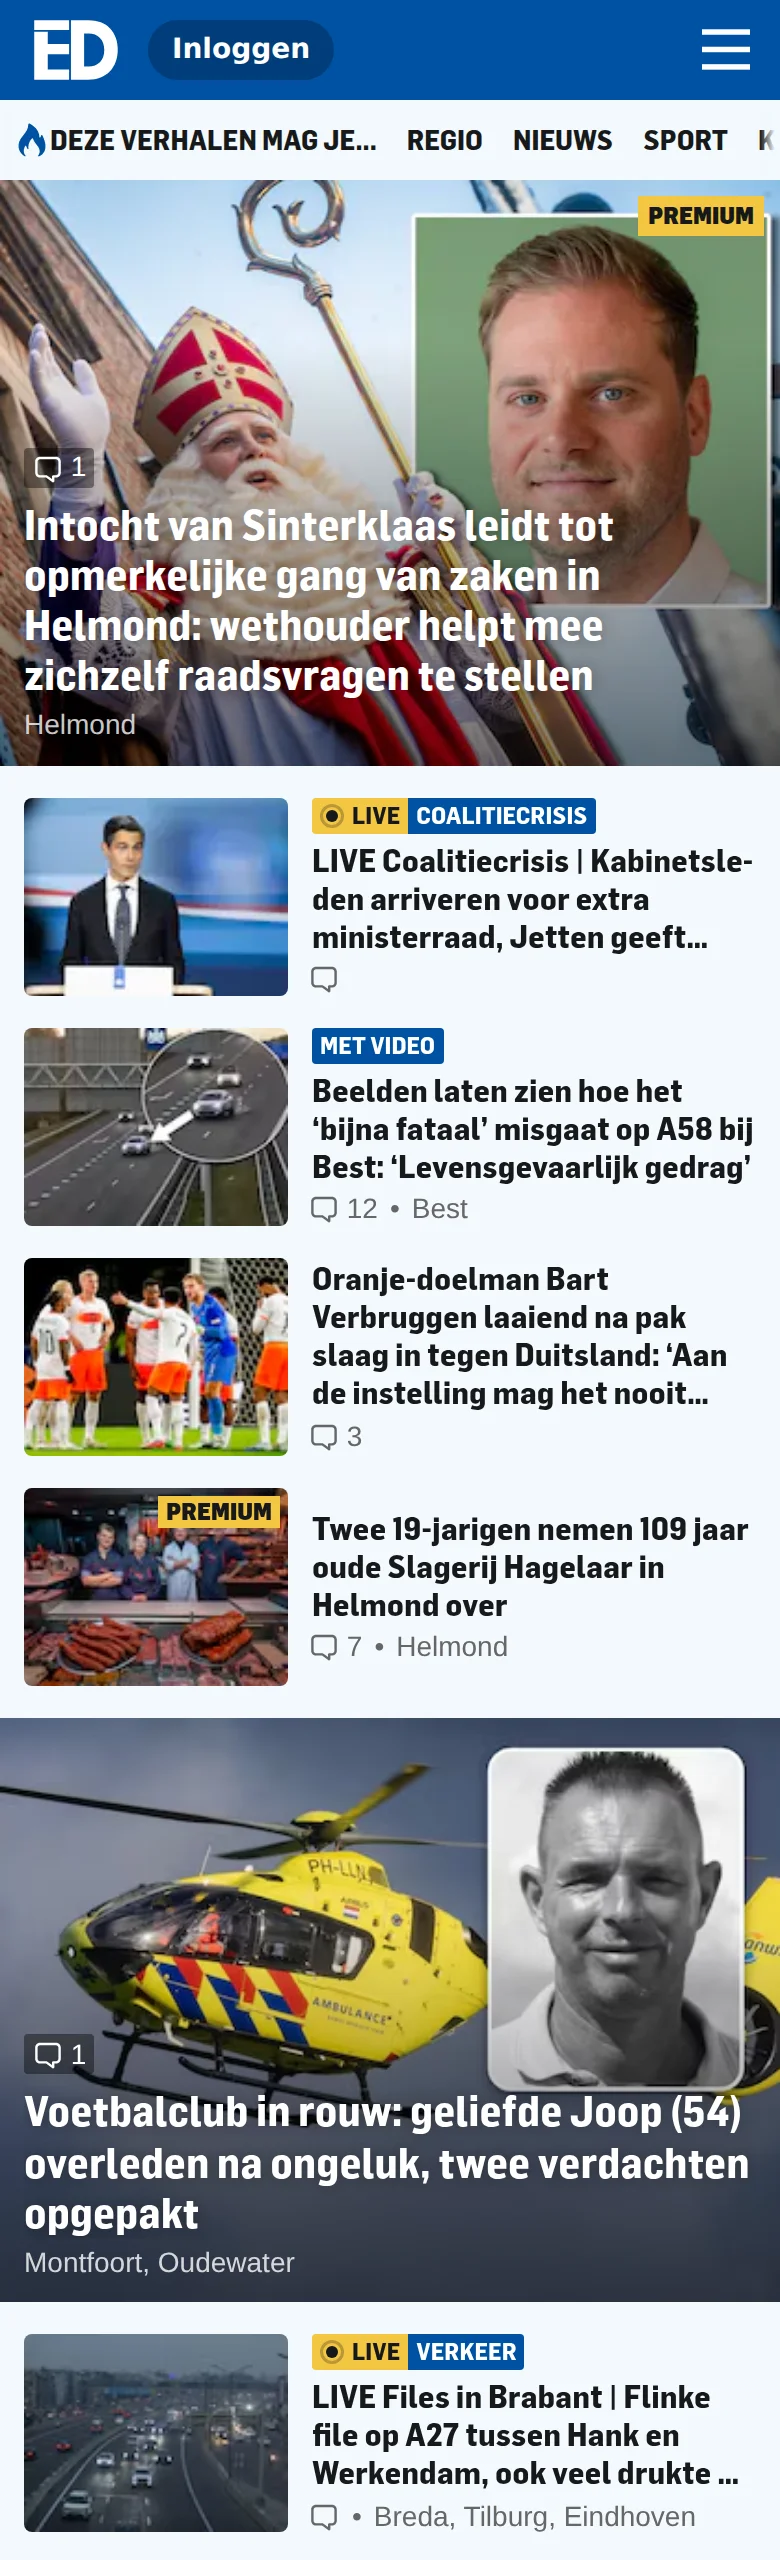 ED
Inloggen
DEZE VERHALEN MAG JE...
REGIO
NIEUWS
SPORT
K
PREMIUM
1
Intocht van Sinterklaas leidt tot
opmerkelijke gang van zaken in
Helmond: wethouder helpt mee
zichzelf raadsvragen te stellen
Helmond
LIVE COALITIECRISIS
LIVE Coalitiecrisis | Kabinetsle-
den arriveren voor extra
ministerraad, Jetten geeft...
MET VIDEO
Beelden laten zien hoe het
‘bijna fataal’ misgaat op A58 bij
Best: ‘Levensgevaarlijk gedrag’
12 • Best
Oranje-doelman Bart
Verbruggen laaiend na pak
slaag in tegen Duitsland: ‘Aan
de instelling mag het nooit...
3
PREMIUM
Twee 19-jarigen nemen 109 jaar
oude Slagerij Hagelaar in
Helmond over
7 • Helmond
PH-LLN
AMBULANCE
1
Voetbalclub in rouw: geliefde Joop (54)
overleden na ongeluk, twee verdachten
opgepakt
Montfoort, Oudewater
LIVE VERKEER
LIVE Files in Brabant | Flinke
file op A27 tussen Hank en
Werkendam, ook veel drukte ...
• Breda, Tilburg, Eindhoven